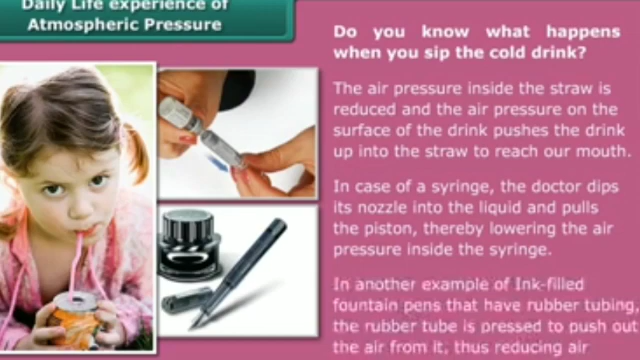 Daily Life experience of
Atmospheric Pressure
Do you know what happens
when you sip the cold drink?
The air pressure inside the straw is
reduced and the air pressure on the
surface of the drink pushes the drink
up into the straw to reach our mouth.
In case of a syringe, the doctor dips
its nozzle into the liquid and pulls
the piston, thereby lowering the air
pressure inside the syringe.
In another example of Ink-filled
fountain pens that have rubber tubing,
the rubber tube is pressed to push out
the air from it, thus reducing air